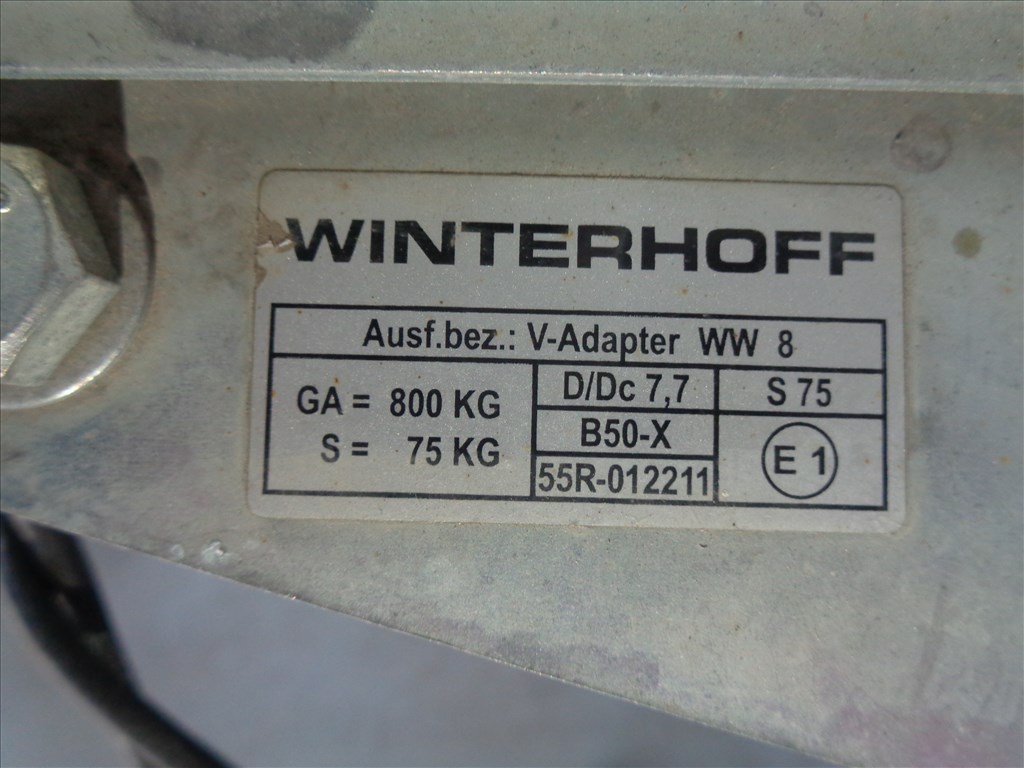 WINTERHOFF
Ausf.bez.: V-Adapter WW 8
GA = 800 KG
S = 75 KG
D/Dc 7,7
B50-X
55R-012211
S 75
E 1